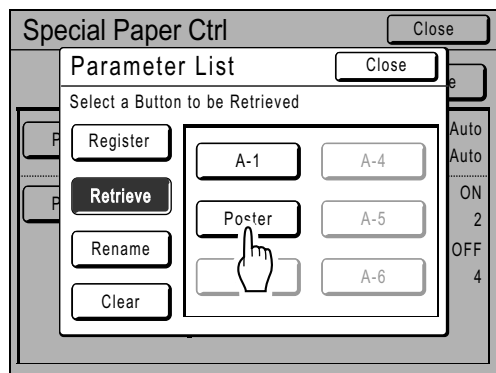 Special Paper Ctrl
Close
Parameter List
Close
e
Select a Button to be Retrieved
P
Register
A-1
A-4
Auto
Auto
P
Retrieve
Poster
A-5
ON
2
Rename
A-6
OFF
4
Clear